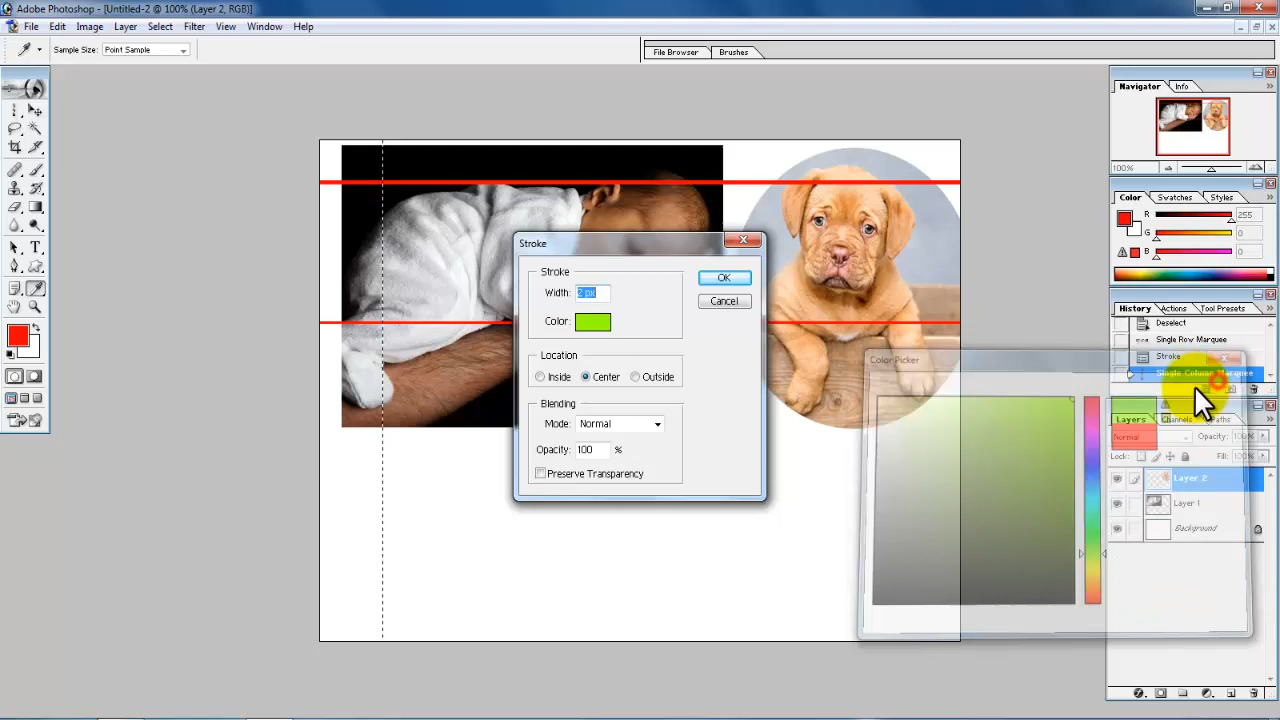 Adobe Photoshop - [Untitled-2 @ 100% (Layer 2, RGB)]
File Edit Image Layer Select Filter View Window Help
Sample Size: Point Sample
File Browser Brushes
Navigator Info
100%
Color Swatches Styles
R 255
G 0
B 0
History Actions Tool Presets
Deselect
Single Row Marquee
Stroke
Single Column Marquee
Layers Channels Paths
Normal Opacity: 100%
Lock: Fill: 100%
Layer 2
Layer 1
Background
Color Picker
Stroke
Stroke
Width: 2 px
Color:
OK
Cancel
Location
Inside Center Outside
Blending
Mode: Normal
Opacity: 100 %
Preserve Transparency